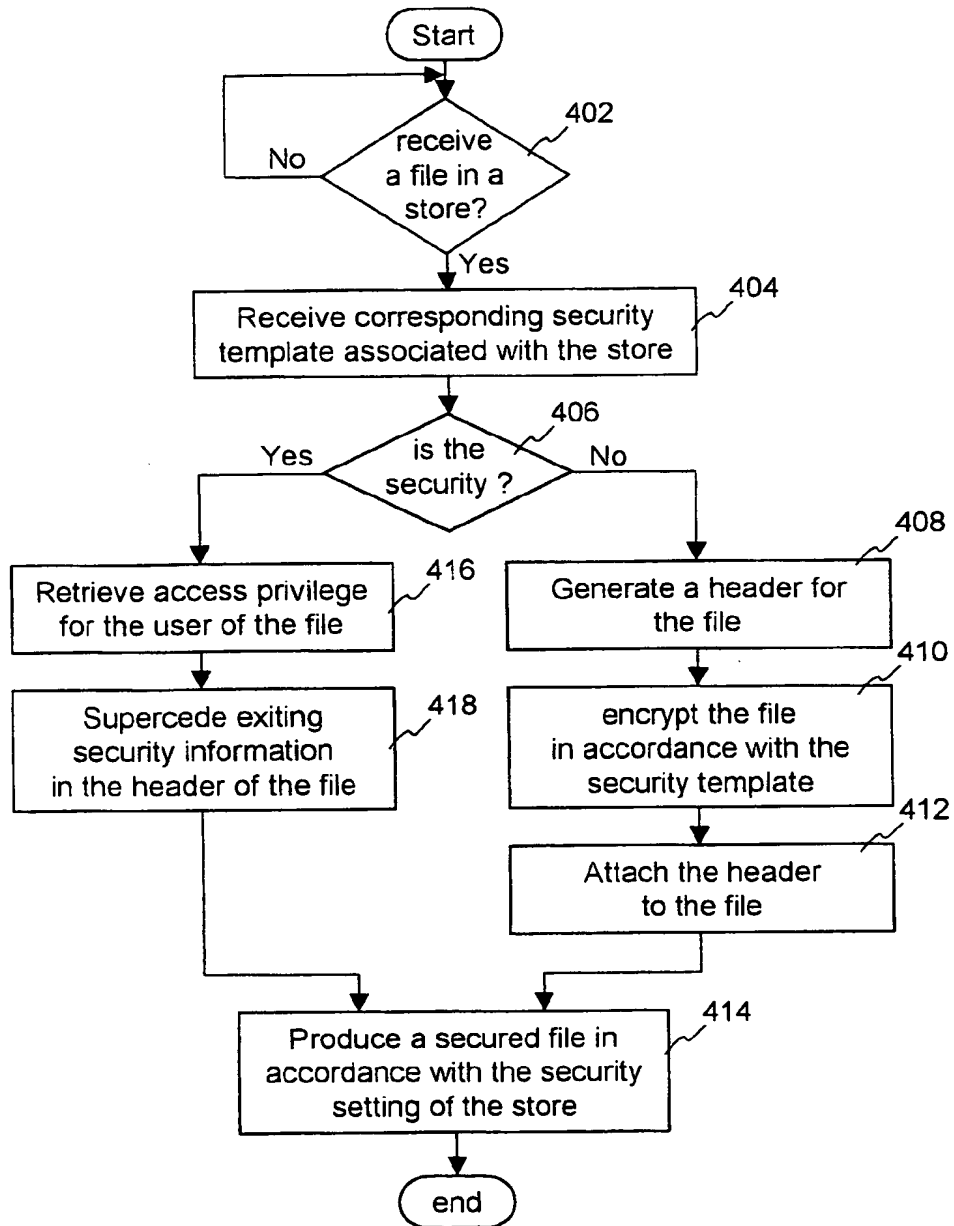 Start
402
receive
a file in a
store?
No
Yes
404
Receive corresponding security
template associated with the store
406
is the
security ?
Yes
No
408
Generate a header for
the file
416
Retrieve access privilege
for the user of the file
410
encrypt the file
in accordance with the
security template
418
Supercede exiting
security information
in the header of the file
412
Attach the header
to the file
414
Produce a secured file in
accordance with the security
setting of the store
end